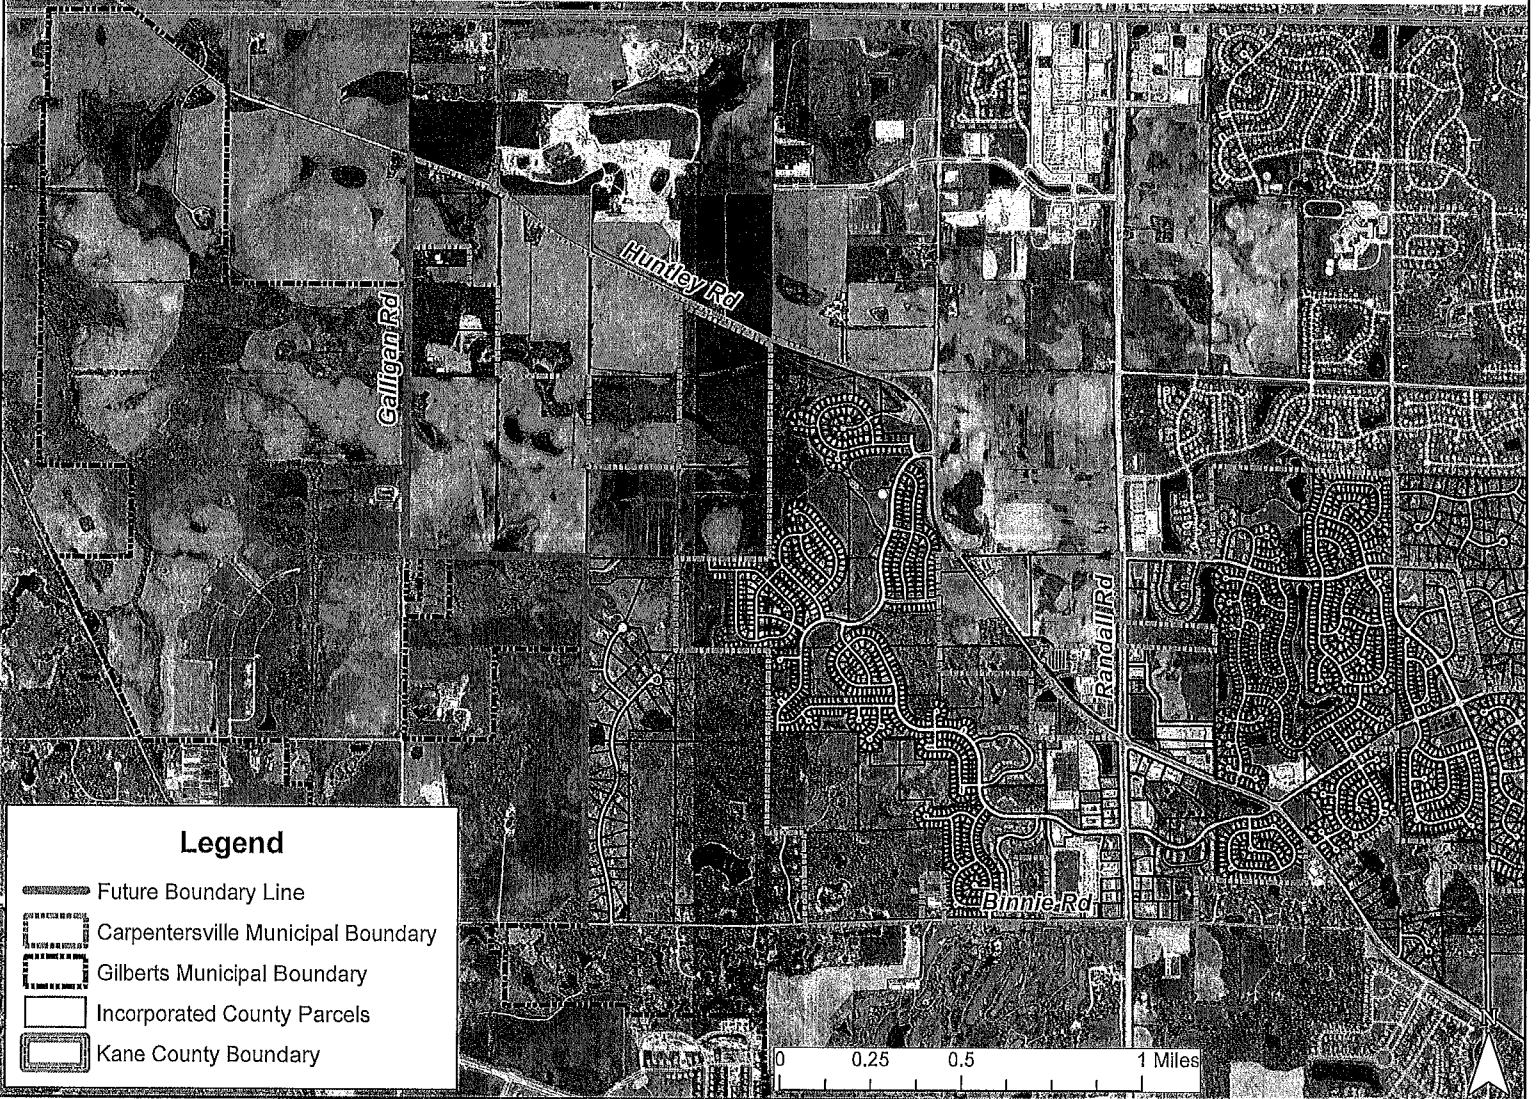 Huntley Rd
Galligan Rd
Randall Rd
Binnie Rd
Legend
Future Boundary Line
Carpentersville Municipal Boundary
Gilberts Municipal Boundary
Incorporated County Parcels
Kane County Boundary
0 0.25 0.5 1 Miles